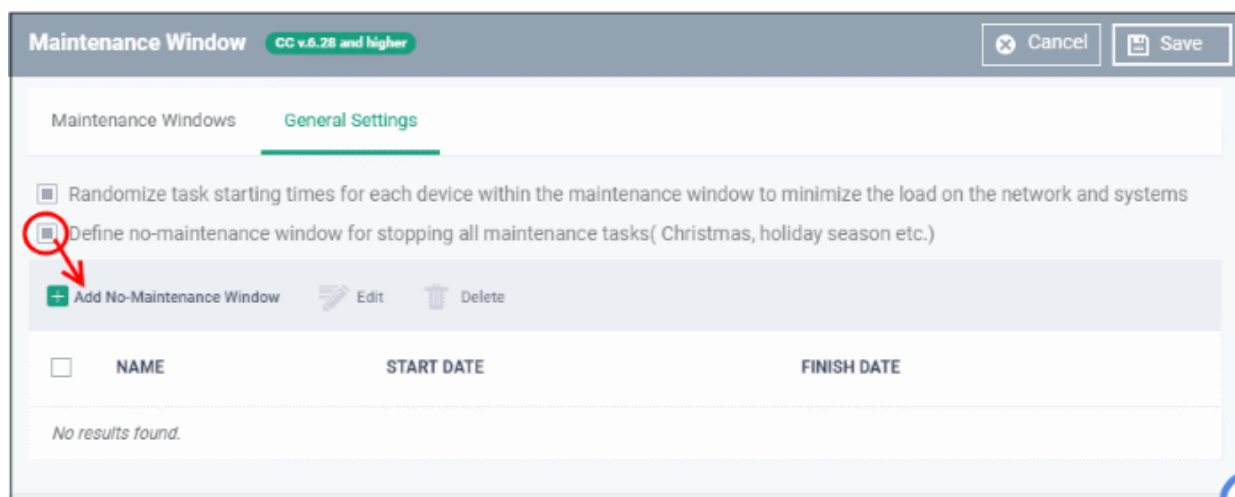 Maintenance Window CC v.6.28 and higher Cancel Save
Maintenance Windows General Settings
Randomize task starting times for each device within the maintenance window to minimize the load on the network and systems
Define no-maintenance window for stopping all maintenance tasks( Christmas, holiday season etc.)
Add No-Maintenance Window Edit Delete
NAME START DATE FINISH DATE
No results found.